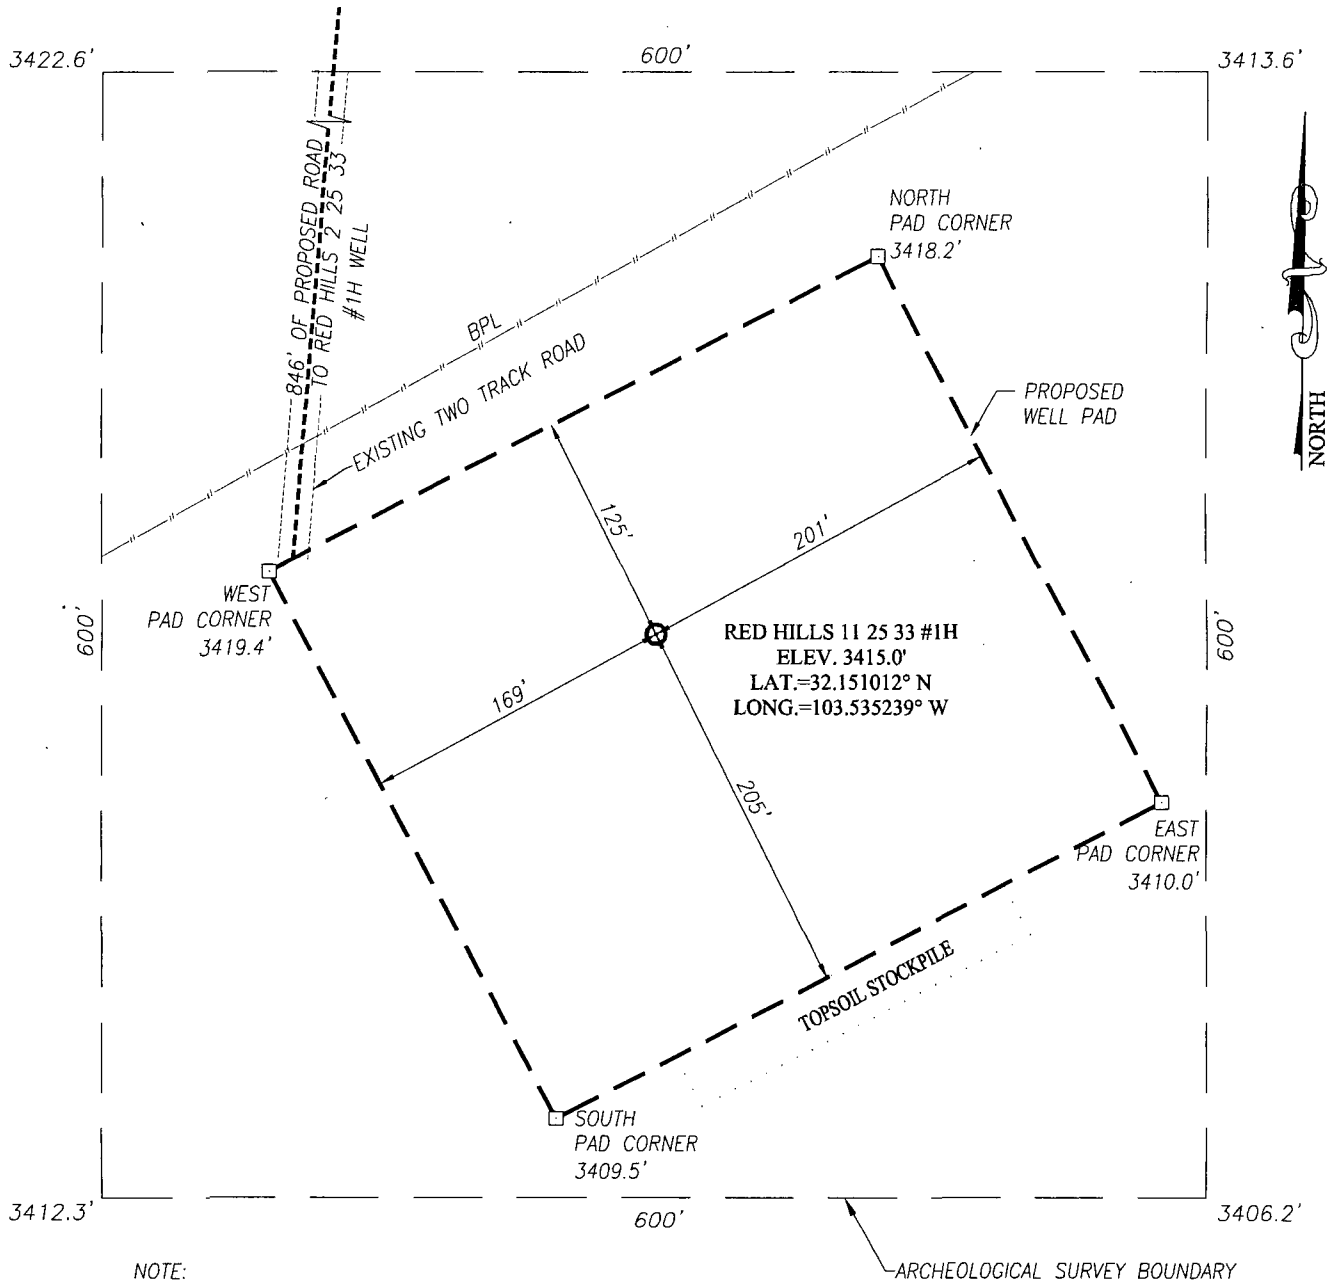 3422.6'
600'
3413.6'
846' OF PROPOSED ROAD
TO RED HILLS 2 25 33
#1H WELL
NORTH
PAD CORNER
3418.2'
BPL
EXISTING TWO TRACK ROAD
PROPOSED
WELL PAD
NORTH
125'
201'
WEST
PAD CORNER
3419.4'
600'
600'
RED HILLS 11 25 33 #1H
ELEV. 3415.0'
LAT.=32.151012° N
LONG.=103.535239° W
169'
205'
EAST
PAD CORNER
3410.0'
TOPSOIL STOCKPILE
SOUTH
PAD CORNER
3409.5'
3412.3'
600'
3406.2'
NOTE:
ARCHEOLOGICAL SURVEY BOUNDARY